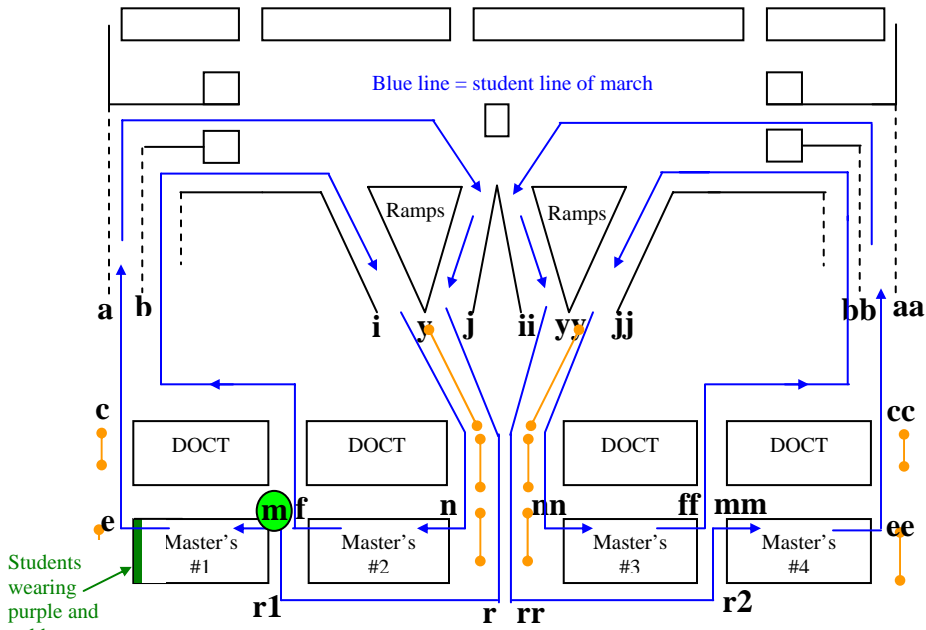 Blue line = student line of march
Ramps Ramps
a b i y j ii yy jj bb aa
c cc
DOCT DOCT DOCT DOCT
e m f n nn ff mm ee
Master's Master's Master's Master's
#1 #2 #3 #4
Students
wearing
purple and
r1 r rr r2